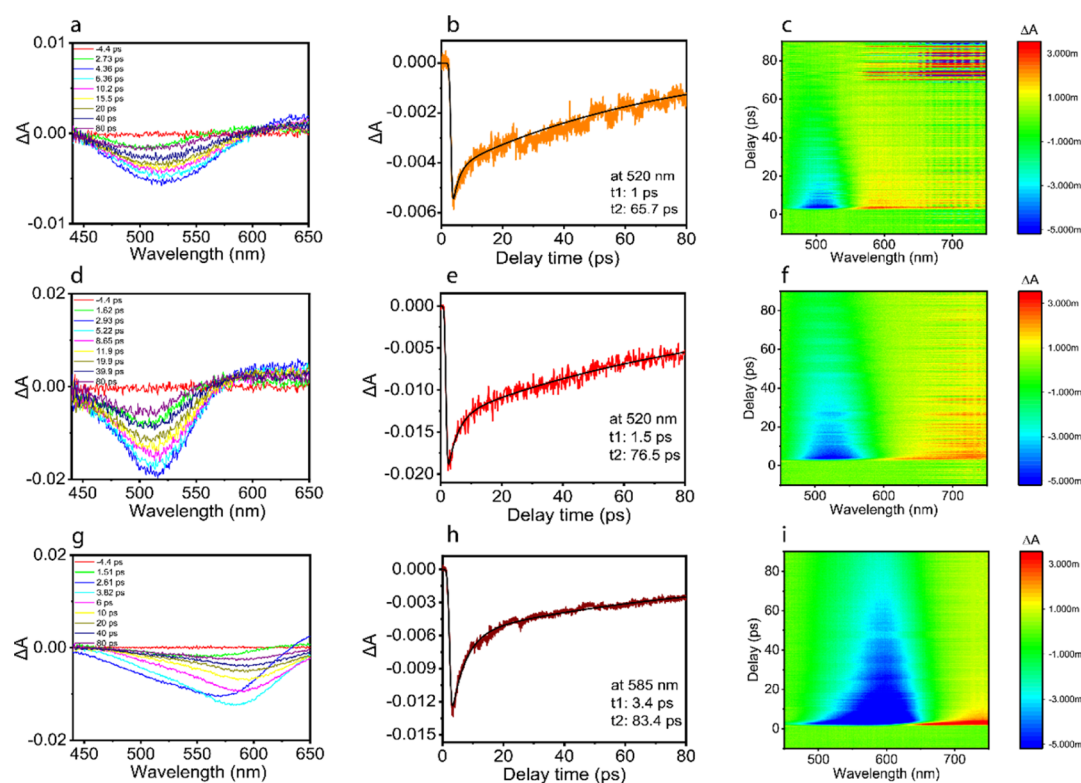 a
0.01
0.00
-0.01
ΔA
-4.4 ps
2.73 ps
4.36 ps
6.36 ps
10.2 ps
15.5 ps
20 ps
40 ps
80 ps
450 500 550 600 650
Wavelength (nm)
b
0.000
-0.002
-0.004
-0.006
ΔA
at 520 nm
t1: 1 ps
t2: 65.7 ps
0 20 40 60 80
Delay time (ps)
c
80
60
40
20
0
Delay (ps)
500 600 700
Wavelength (nm)
ΔA
3.000m
1.000m
-1.000m
-3.000m
-5.000m
d
0.02
0.00
-0.02
ΔA
-4.4 ps
1.62 ps
2.93 ps
5.22 ps
8.65 ps
11.9 ps
19.9 ps
39.9 ps
80 ps
450 500 550 600 650
Wavelength (nm)
e
0.000
-0.005
-0.010
-0.015
-0.020
ΔA
at 520 nm
t1: 1.5 ps
t2: 76.5 ps
0 20 40 60 80
Delay time (ps)
f
80
60
40
20
0
Delay (ps)
500 600 700
Wavelength (nm)
ΔA
3.000m
1.000m
-1.000m
-3.000m
-5.000m
g
0.02
0.00
-0.02
ΔA
-4.4 ps
1.51 ps
2.61 ps
3.82 ps
6 ps
10 ps
20 ps
40 ps
80 ps
450 500 550 600 650
Wavelength (nm)
h
0.000
-0.003
-0.006
-0.009
-0.012
-0.015
ΔA
at 585 nm
t1: 3.4 ps
t2: 83.4 ps
0 20 40 60 80
Delay time (ps)
i
80
60
40
20
0
Delay (ps)
500 600 700
Wavelength (nm)
ΔA
3.000m
1.000m
-1.000m
-3.000m
-5.000m